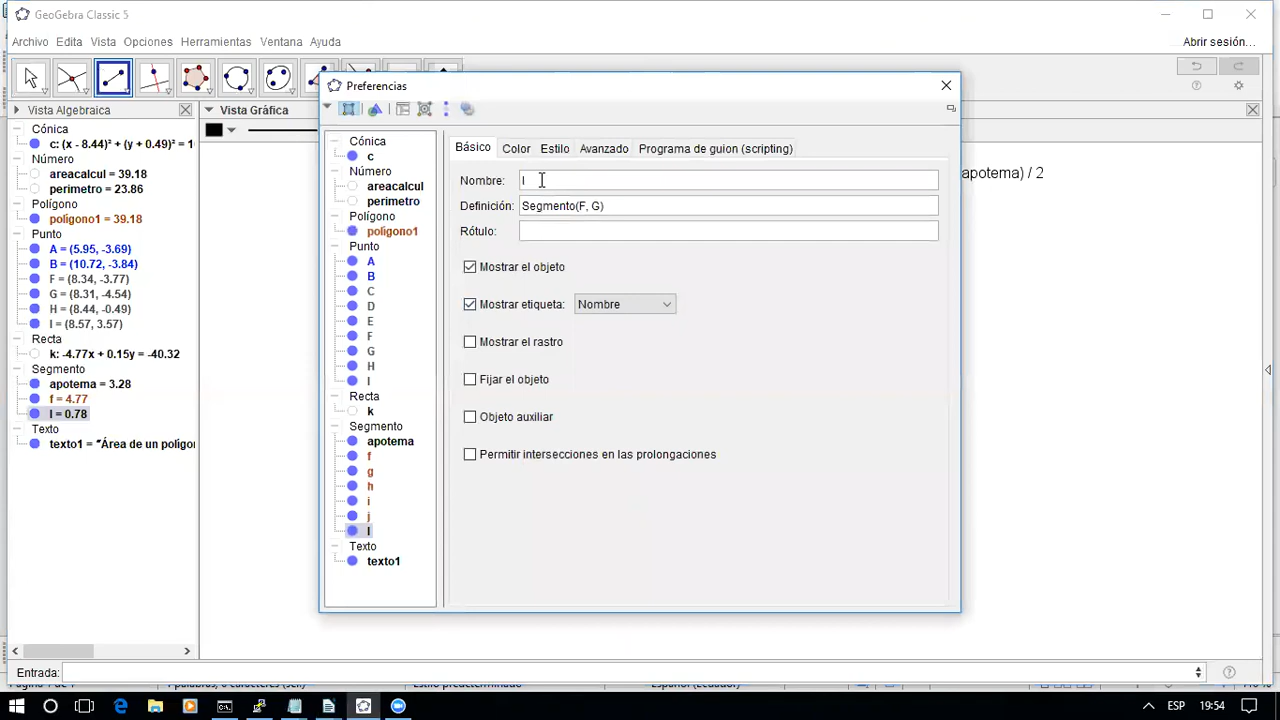 GeoGebra Classic 5
Archivo Edita Vista Opciones Herramientas Ventana Ayuda
Abrir sesión...
Vista Algebraica
Vista Gráfica
Cónica
c: (x - 8.44)² + (y + 0.49)² = 1
Número
areacalcul = 39.18
perimetro = 23.86
Polígono
polígono1 = 39.18
Punto
A = (5.95, -3.69)
B = (10.72, -3.84)
F = (8.34, -3.77)
G = (8.31, -4.54)
H = (8.44, -0.49)
I = (8.57, 3.57)
Recta
k: -4.77x + 0.15y = -40.32
Segmento
apotema = 3.28
f = 4.77
l = 0.78
Texto
texto1 = "Área de un polígon
apotema) / 2
Preferencias
Cónica
c
Número
areacalcul
perimetro
Polígono
polígono1
Punto
A
B
C
D
E
F
G
H
I
Recta
k
Segmento
apotema
f
g
h
i
j
l
Texto
texto1
Básico Color Estilo Avanzado Programa de guion (scripting)
Nombre: l
Definición: Segmento(F, G)
Rótulo:
Mostrar el objeto
Mostrar etiqueta: Nombre
Mostrar el rastro
Fijar el objeto
Objeto auxiliar
Permitir intersecciones en las prolongaciones
Entrada:
ESP 19:54